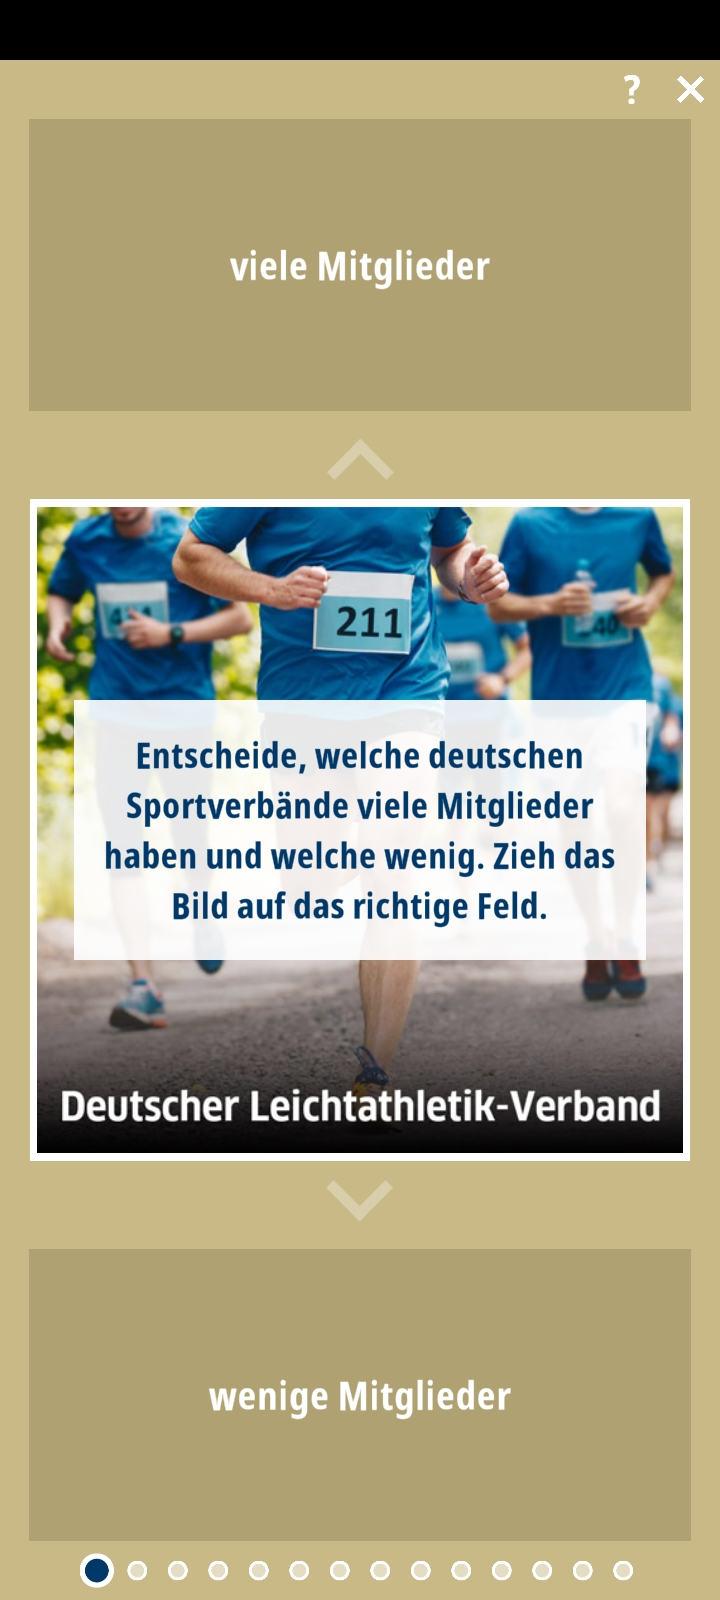 ?
viele Mitglieder
211
Entscheide, welche deutschen
Sportverbände viele Mitglieder
haben und welche wenig. Zieh das
Bild auf das richtige Feld.
Deutscher Leichtathletik-Verband
wenige Mitglieder